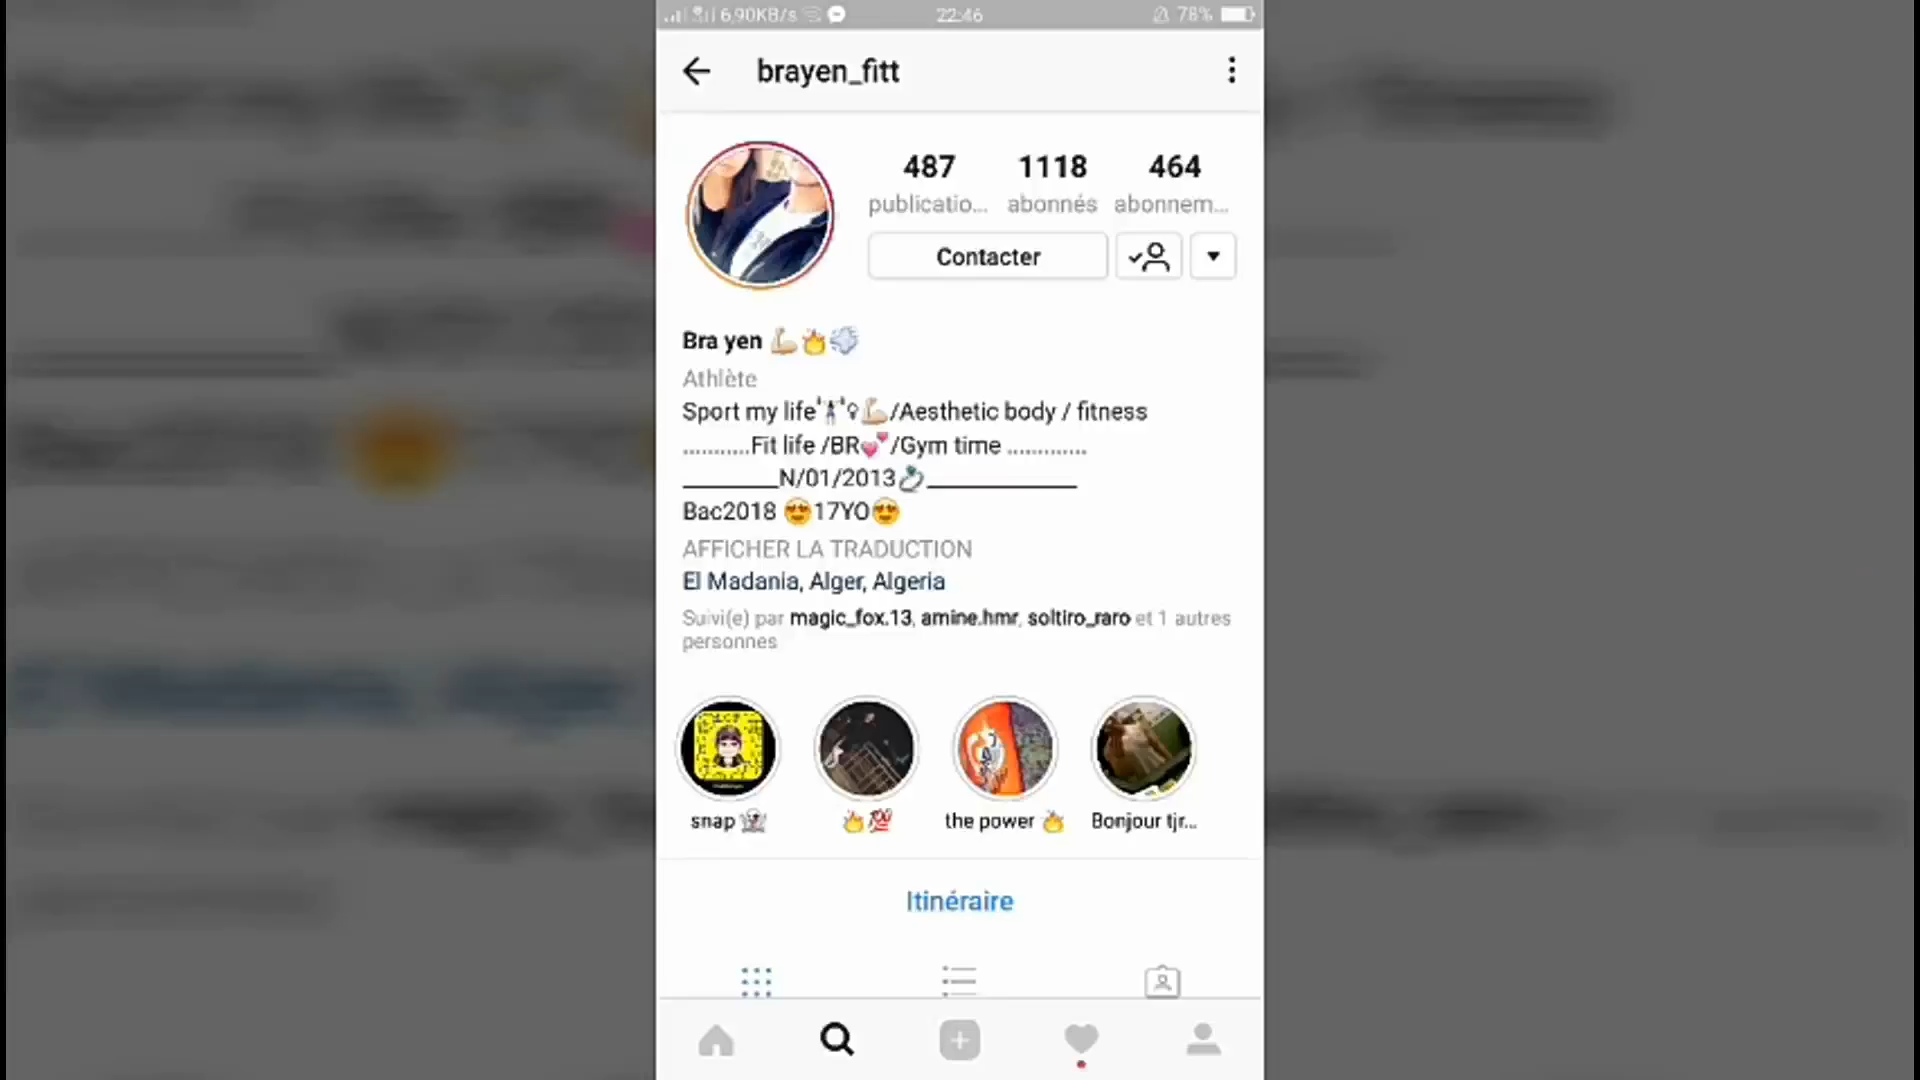 6,90KB/s 22:46 78%
brayen_fitt
487 1118 464
publicatio... abonnés abonnem...
Contacter
Bra yen 💪🔥💨
Athlète
Sport my life🏋♀💪/Aesthetic body / fitness
...........Fit life /BR💕/Gym time .............
________N/01/2013💍____________
Bac2018 😍17YO😍
AFFICHER LA TRADUCTION
El Madania, Alger, Algeria
Suivi(e) par magic_fox.13, amine.hmr, soltiro_raro et 1 autres
personnes
snap 👻 🔥💯 the power 🔥 Bonjour tjr...
Itinéraire